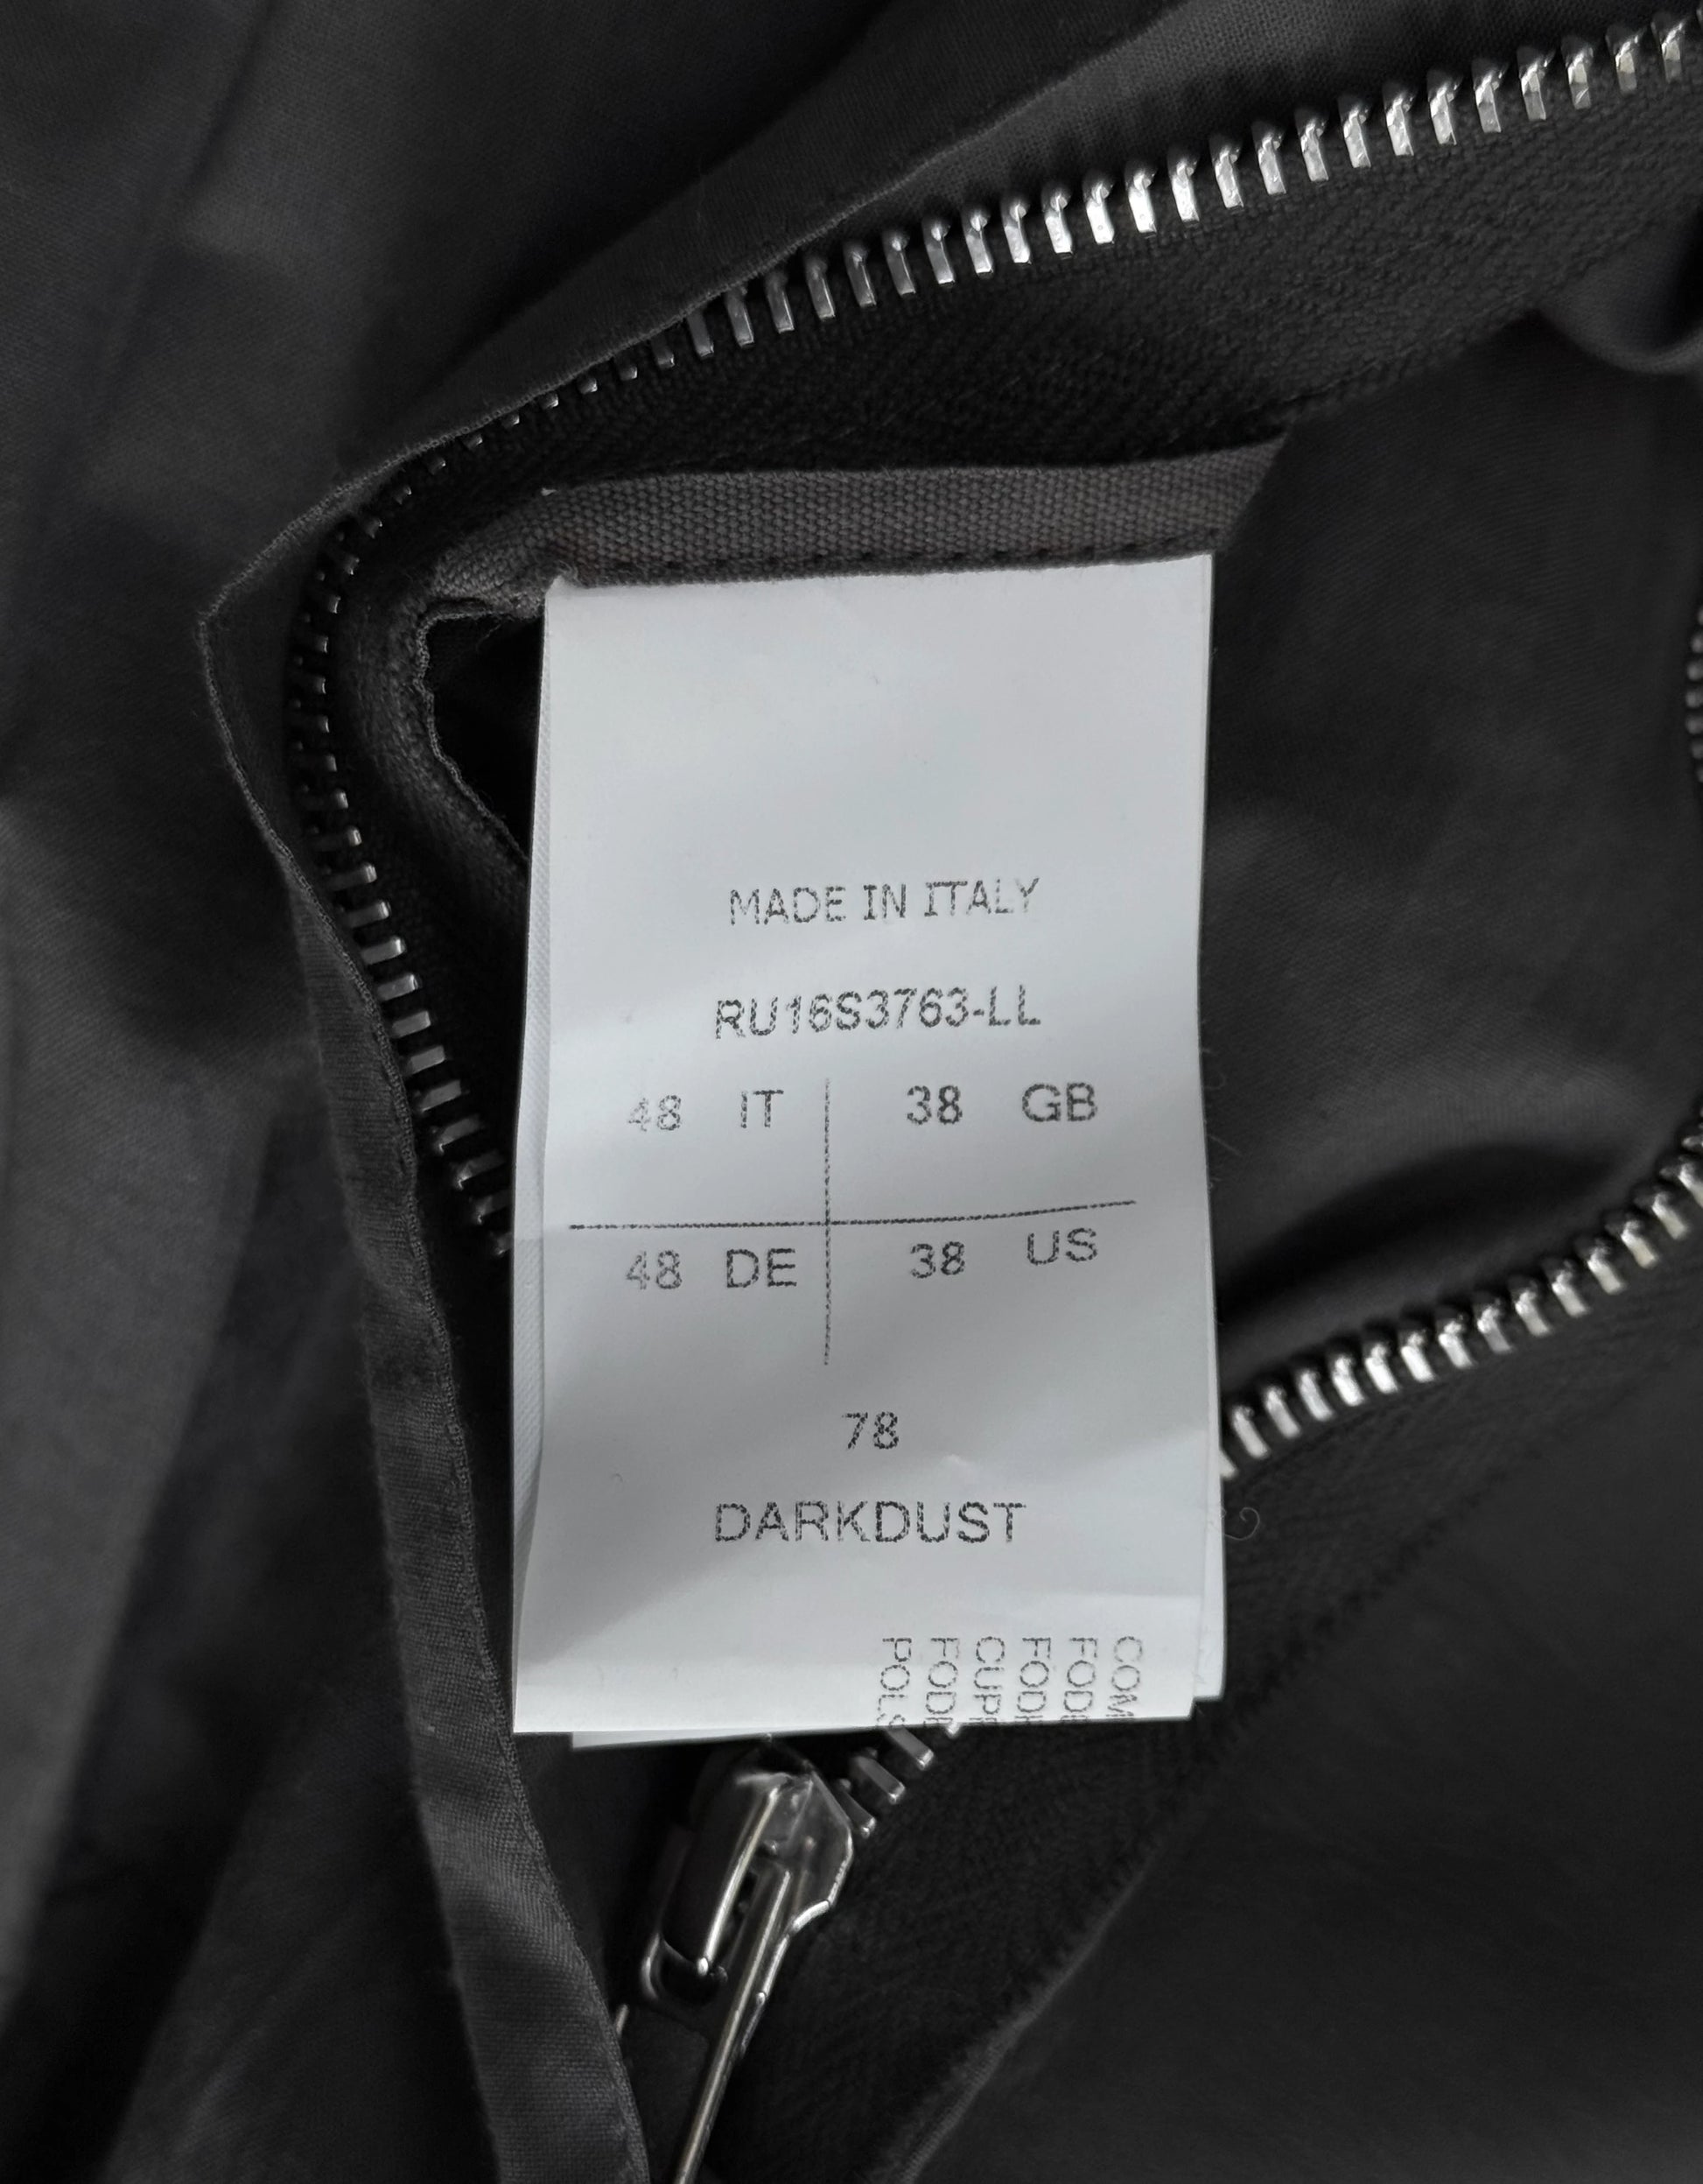 MADE IN ITALY
RU16S3763-LL
48 IT 38 GB
48 DE 38 US
78
DARKDUST